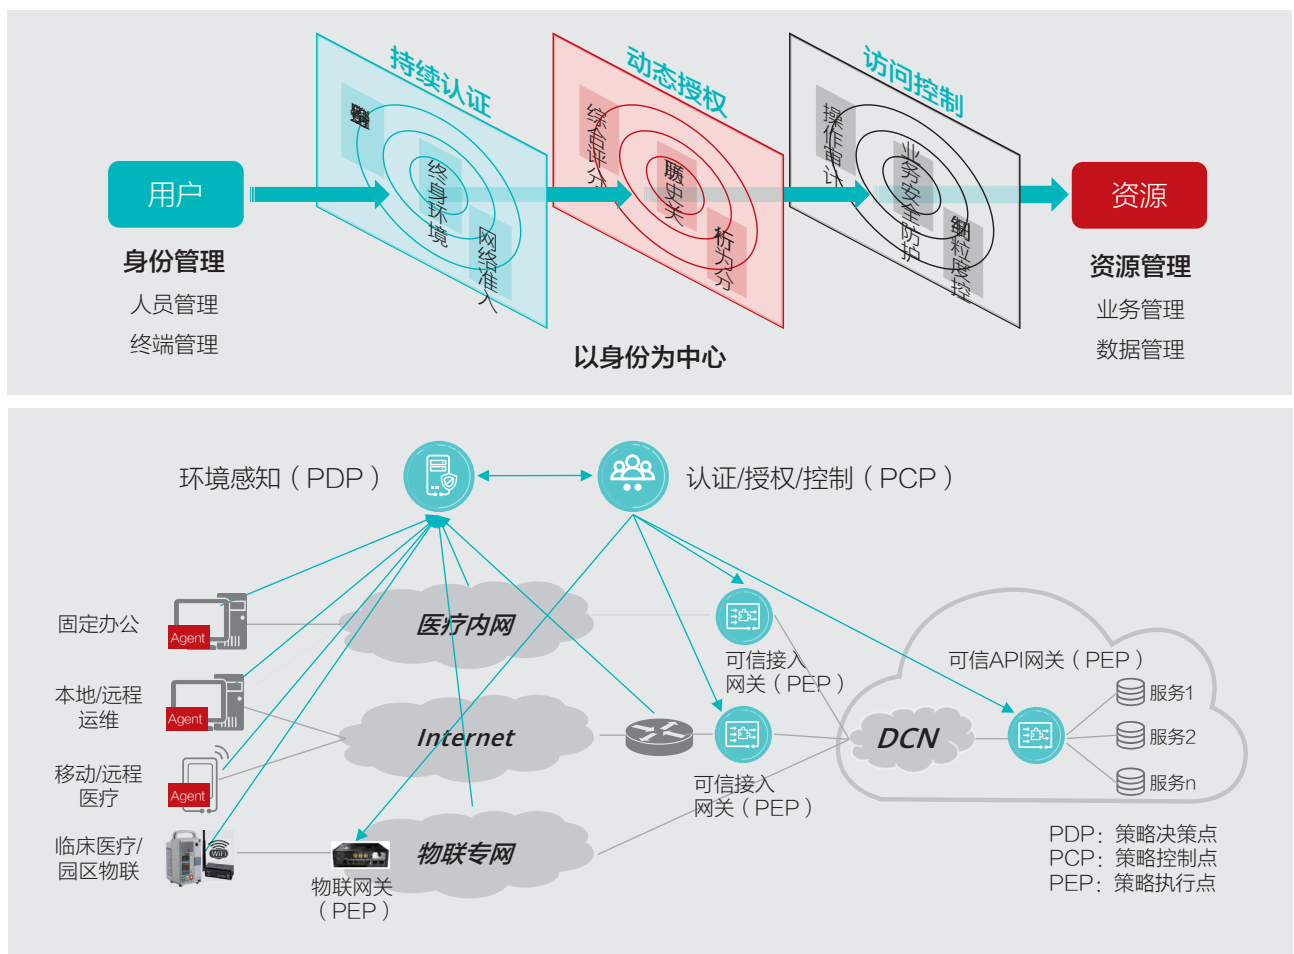 持续认证
动态授权
访问控制
终身环境
网络准入
综合评分
操作审计
业务安全防护
用户
资源
身份管理
人员管理
终端管理
以身份为中心
资源管理
业务管理
数据管理
环境感知（PDP）
认证/授权/控制（PCP）
固定办公
Agent
医疗内网
可信接入
网关（PEP）
可信API网关（PEP）
本地/远程
运维
Agent
Internet
DCN
服务1
服务2
服务n
移动/远程
医疗
Agent
可信接入
网关（PEP）
临床医疗/
园区物联
WiFi
物联专网
物联网关
（PEP）
PDP：策略决策点
PCP：策略控制点
PEP：策略执行点